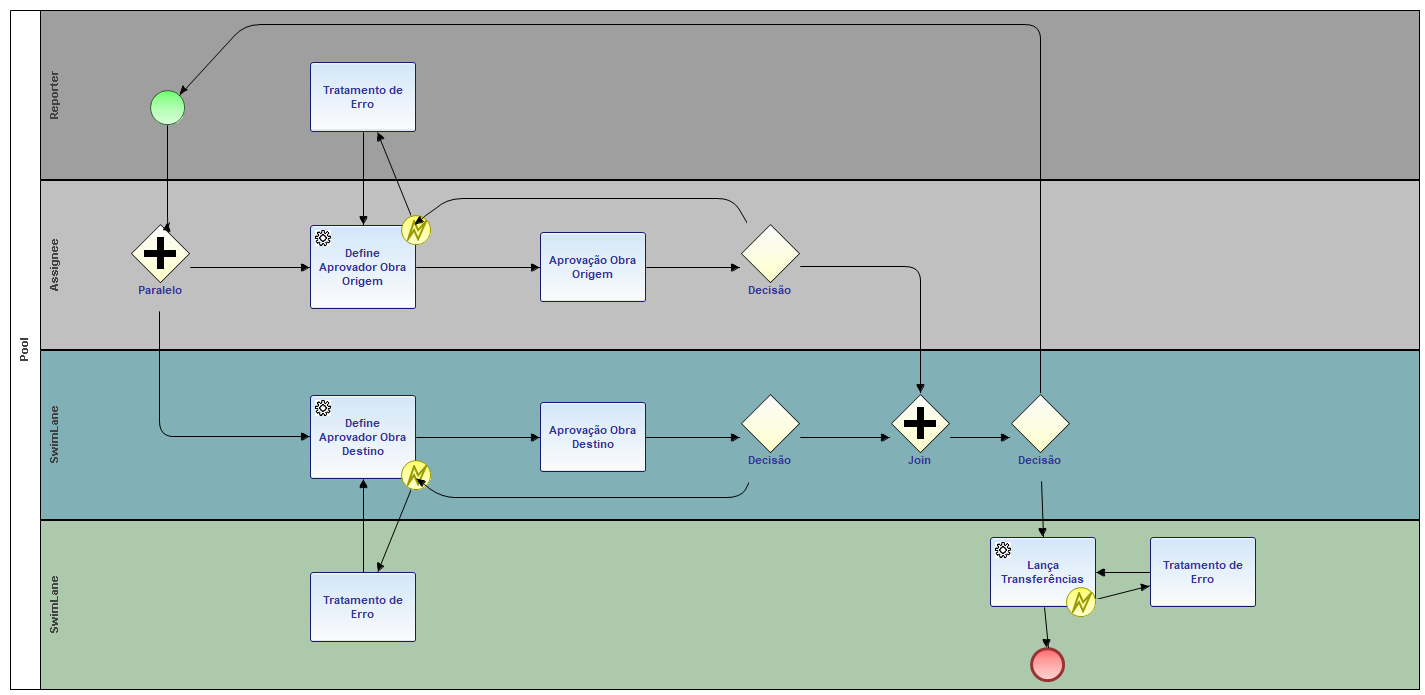 Pool
Reporter
Tratamento de
Erro
Assignee
Paralelo
Define
Aprovador Obra
Origem
Aprovação Obra
Origem
Decisão
SwimLane
Define
Aprovador Obra
Destino
Aprovação Obra
Destino
Decisão
Join
Decisão
SwimLane
Tratamento de
Erro
Lança
Transferências
Tratamento de
Erro